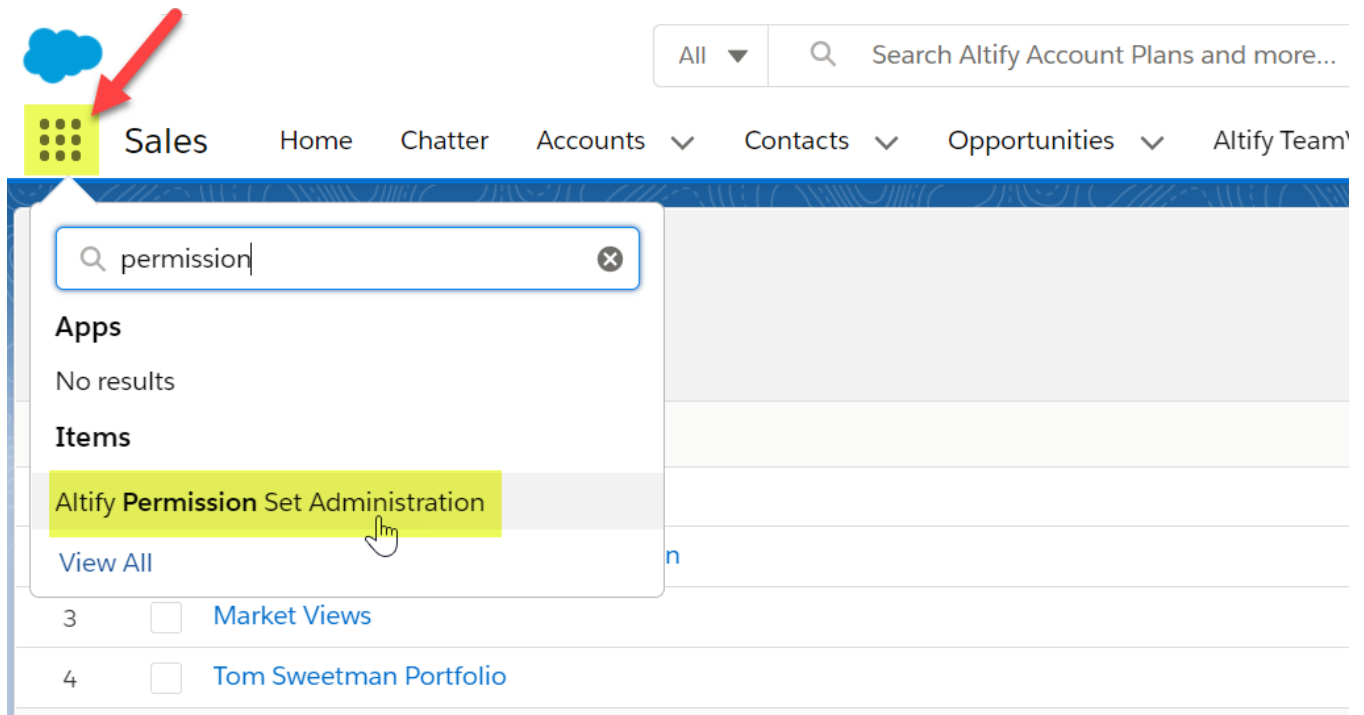 All Search Altify Account Plans and more...
Sales Home Chatter Accounts Contacts Opportunities Altify Team
permission
Apps
No results
Items
Altify Permission Set Administration
View All
n
3 Market Views
4 Tom Sweetman Portfolio